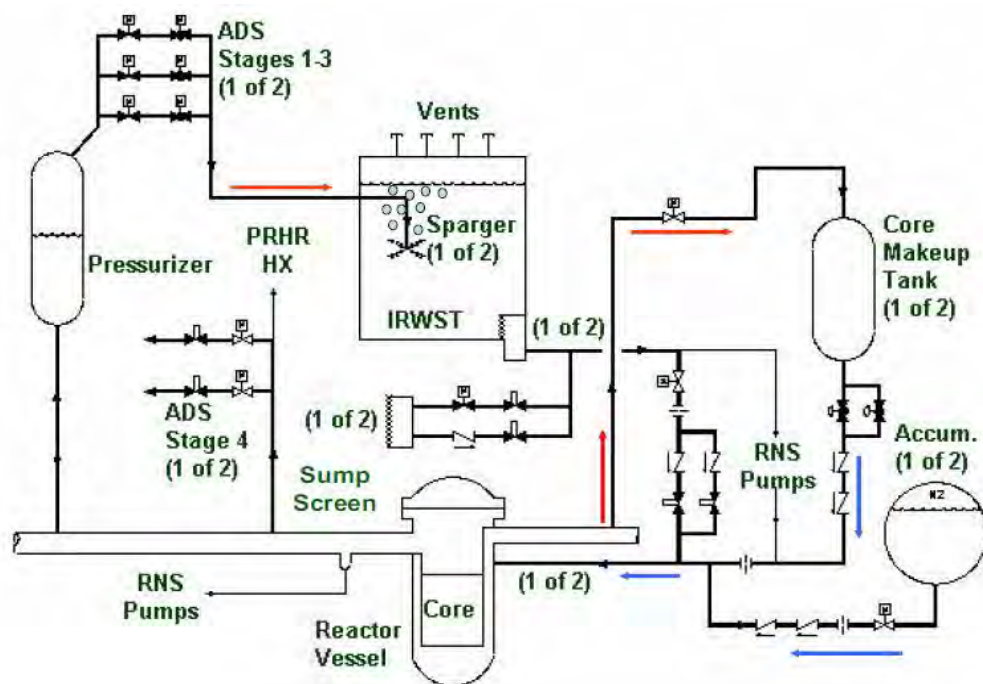 ADS
Stages 1-3
(1 of 2)
Vents
Sparger
(1 of 2)
Pressurizer
PRHR
HX
IRWST
(1 of 2)
Core
Makeup
Tank
(1 of 2)
ADS
Stage 4
(1 of 2)
(1 of 2)
Sump
Screen
RNS
Pumps
Accum.
(1 of 2)
N2
(1 of 2)
RNS
Pumps
Core
Reactor
Vessel
M
M
M
M
M
M
M
M
M
M
M
M